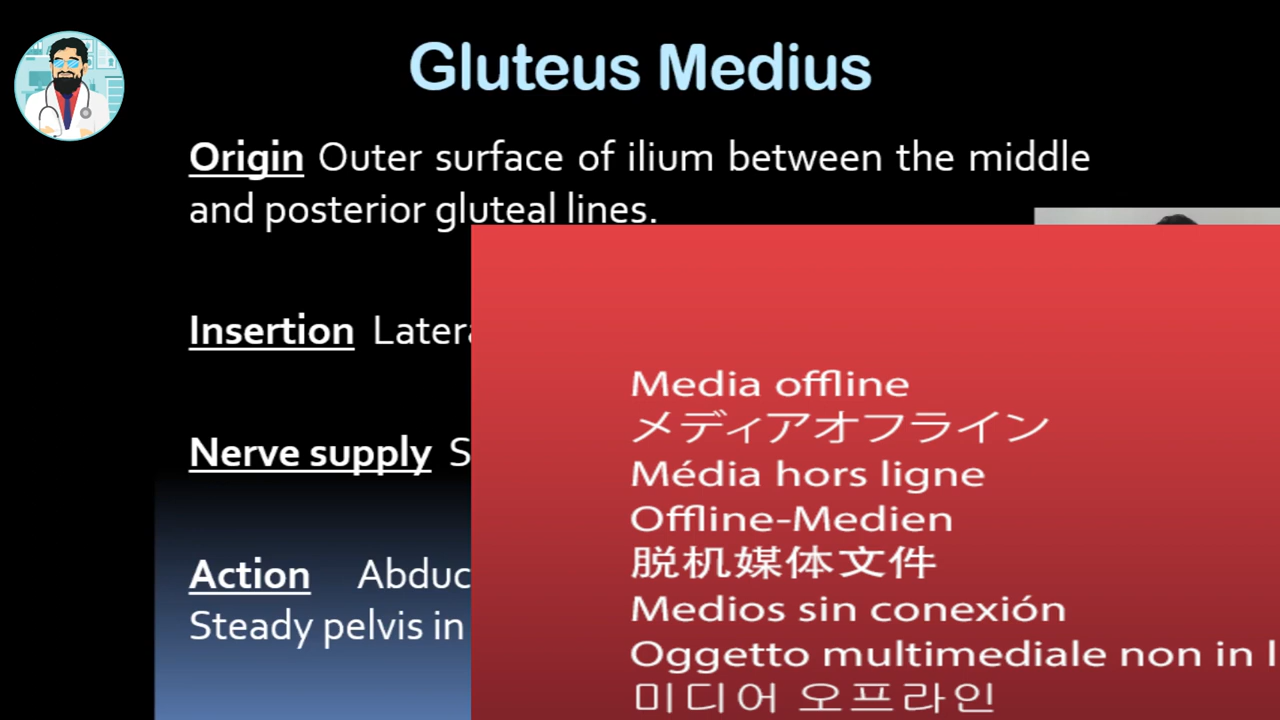 Gluteus Medius
Origin Outer surface of ilium between the middle
and posterior gluteal lines.
Insertion
Nerve supply
Action
Steady pelvis in
Media offline
メディアオフライン
Média hors ligne
Offline-Medien
脱机媒体文件
Medios sin conexión
Oggetto multimediale non in
미디어 오프라인